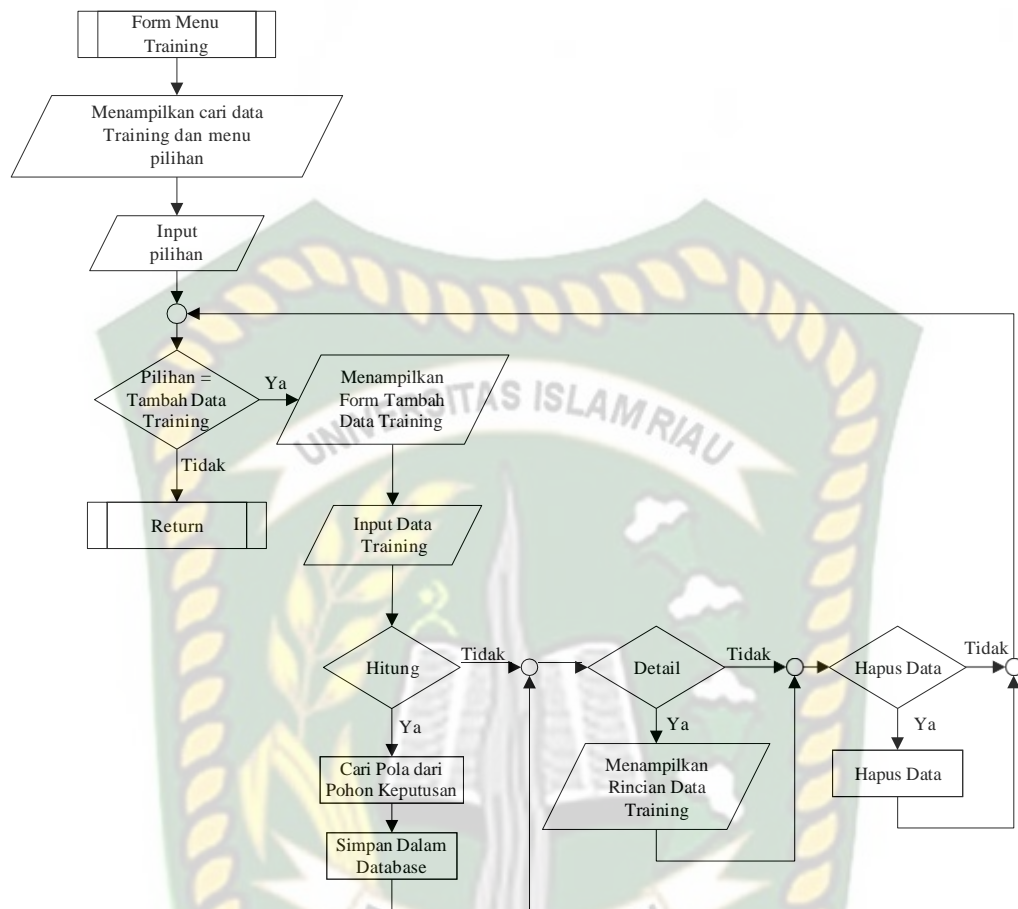 Form Menu
Training
Menampilkan cari data
Training dan menu
pilihan
Input
pilihan
Pilihan =
Tambah Data
Training
Ya
Menampilkan
Form Tambah
Data Training
UNIVERSITAS ISLAM RIAU
Tidak
Return
Input Data
Training
Hitung
Tidak
Detail
Tidak
Hapus Data
Tidak
Ya
Ya
Ya
Cari Pola dari
Pohon Keputusan
Menampilkan
Rincian Data
Training
Hapus Data
Simpan Dalam
Database